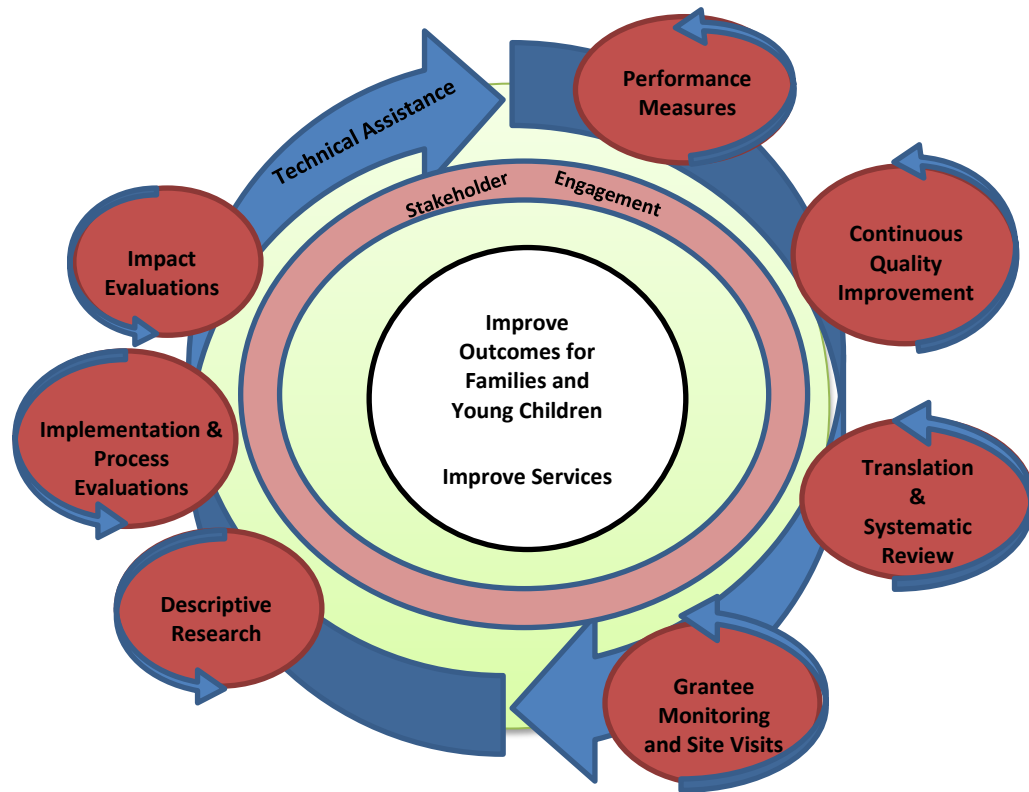 Technical Assistance
Performance
Measures
Stakeholder Engagement
Continuous
Quality
Improvement
Impact
Evaluations
Improve
Outcomes for
Families and
Young Children
Improve Services
Implementation &
Process
Evaluations
Translation
&
Systematic
Review
Descriptive
Research
Grantee
Monitoring
and Site Visits